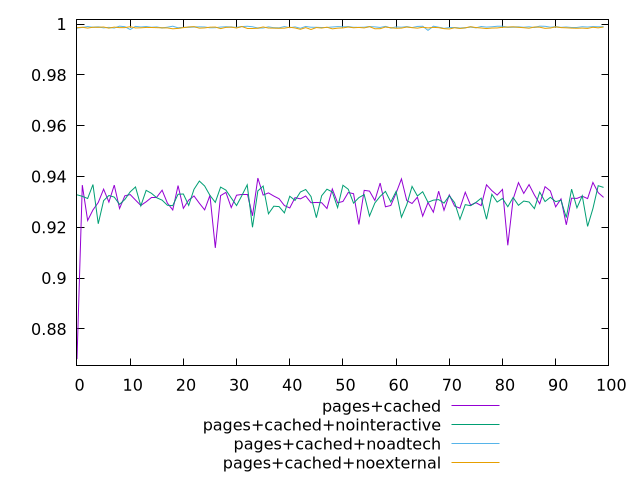 1
0.98
0.96
0.94
0.92
0.9
0.88
0 10 20 30 40 50 60 70 80 90 100
pages+cached
pages+cached+nointeractive
pages+cached+noadtech
pages+cached+noexternal